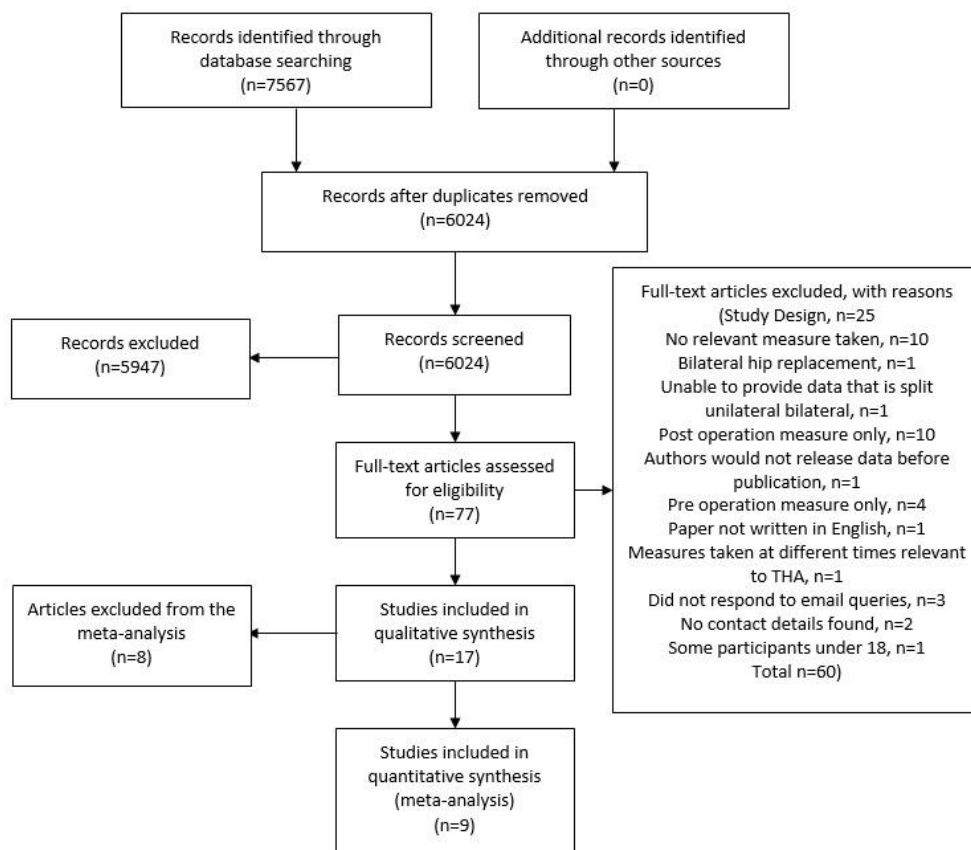 Records identified through
database searching
(n=7567)
Additional records identified
through other sources
(n=0)
Records after duplicates removed
(n=6024)
Records screened
(n=6024)
Records excluded
(n=5947)
Full-text articles assessed
for eligibility
(n=77)
Full-text articles excluded, with reasons
(Study Design, n=25
No relevant measure taken, n=10
Bilateral hip replacement, n=1
Unable to provide data that is split
unilateral bilateral, n=1
Post operation measure only, n=10
Authors would not release data before
publication, n=1
Pre operation measure only, n=4
Paper not written in English, n=1
Measures taken at different times relevant
to THA, n=1
Did not respond to email queries, n=3
No contact details found, n=2
Some participants under 18, n=1
Total n=60)
Studies included in
qualitative synthesis
(n=17)
Articles excluded from the
meta-analysis
(n=8)
Studies included in
quantitative synthesis
(meta-analysis)
(n=9)